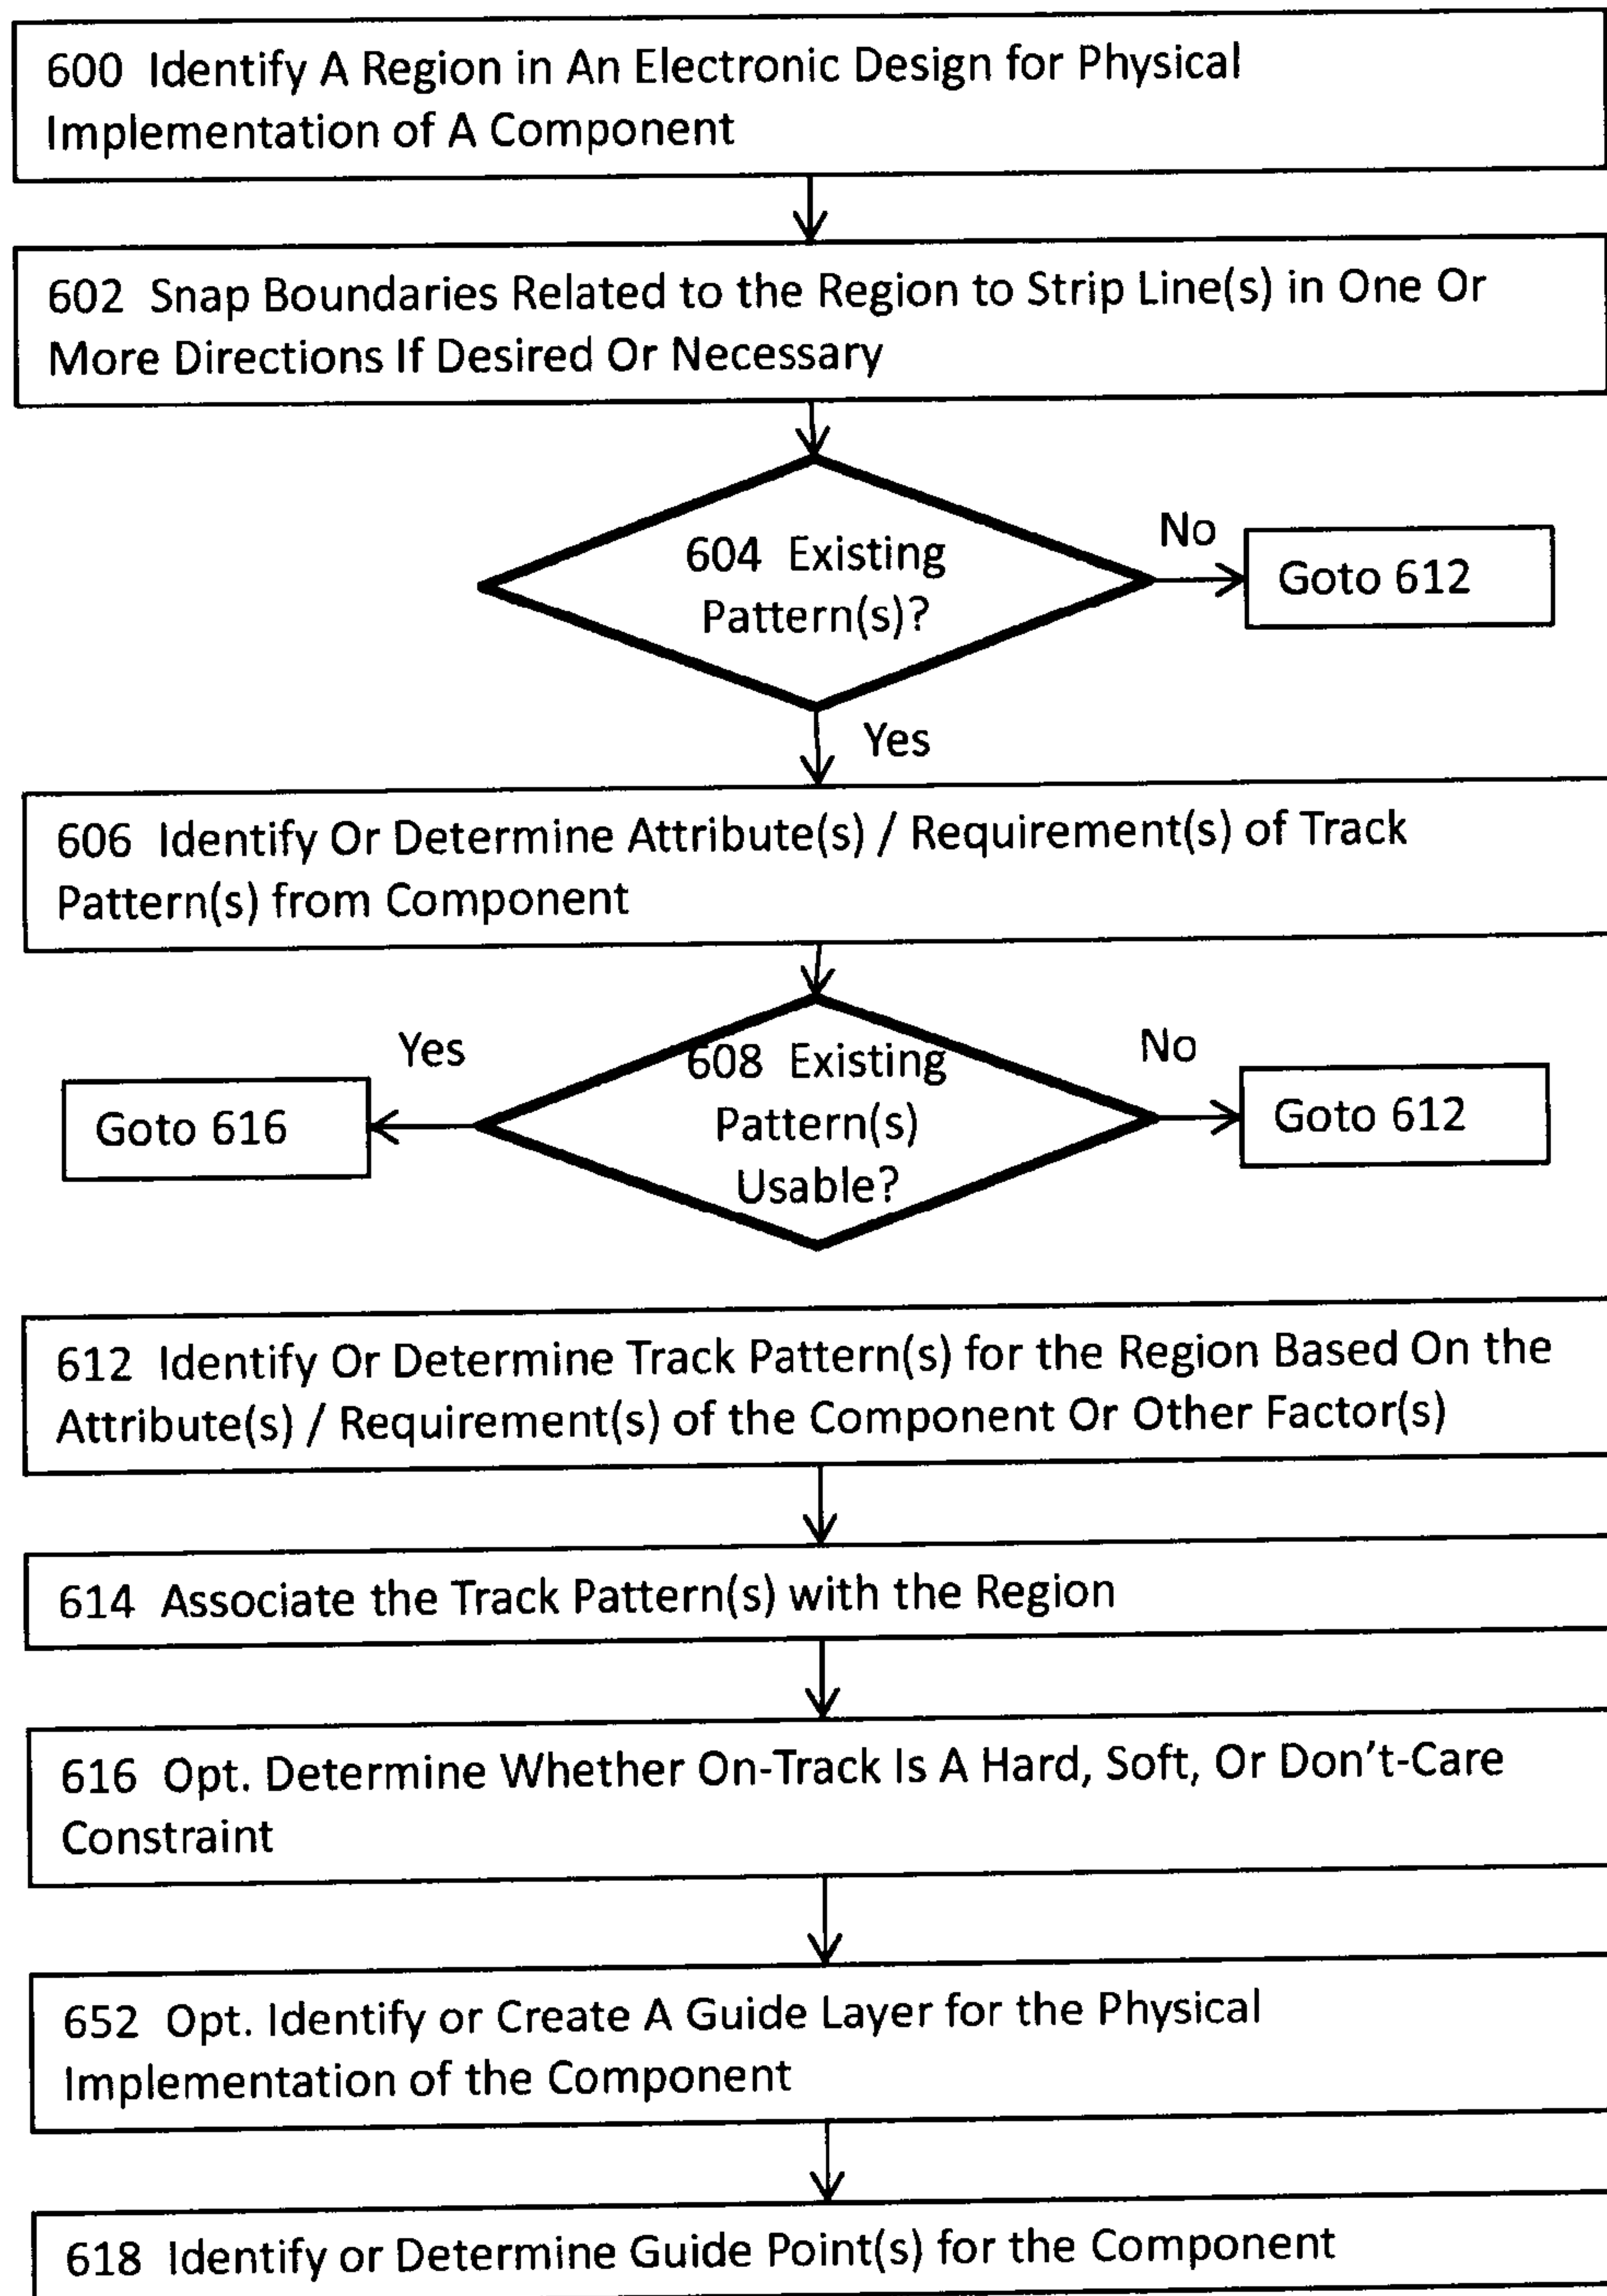 600 Identify A Region in An Electronic Design for Physical
Implementation of A Component
602 Snap Boundaries Related to the Region to Strip Line(s) in One Or
More Directions If Desired Or Necessary
604 Existing
Pattern(s)?
No
Goto 612
Yes
606 Identify Or Determine Attribute(s) / Requirement(s) of Track
Pattern(s) from Component
Yes
Goto 616
608 Existing
Pattern(s)
Usable?
No
Goto 612
612 Identify Or Determine Track Pattern(s) for the Region Based On the
Attribute(s) / Requirement(s) of the Component Or Other Factor(s)
614 Associate the Track Pattern(s) with the Region
616 Opt. Determine Whether On-Track Is A Hard, Soft, Or Don't-Care
Constraint
652 Opt. Identify or Create A Guide Layer for the Physical
Implementation of the Component
618 Identify or Determine Guide Point(s) for the Component